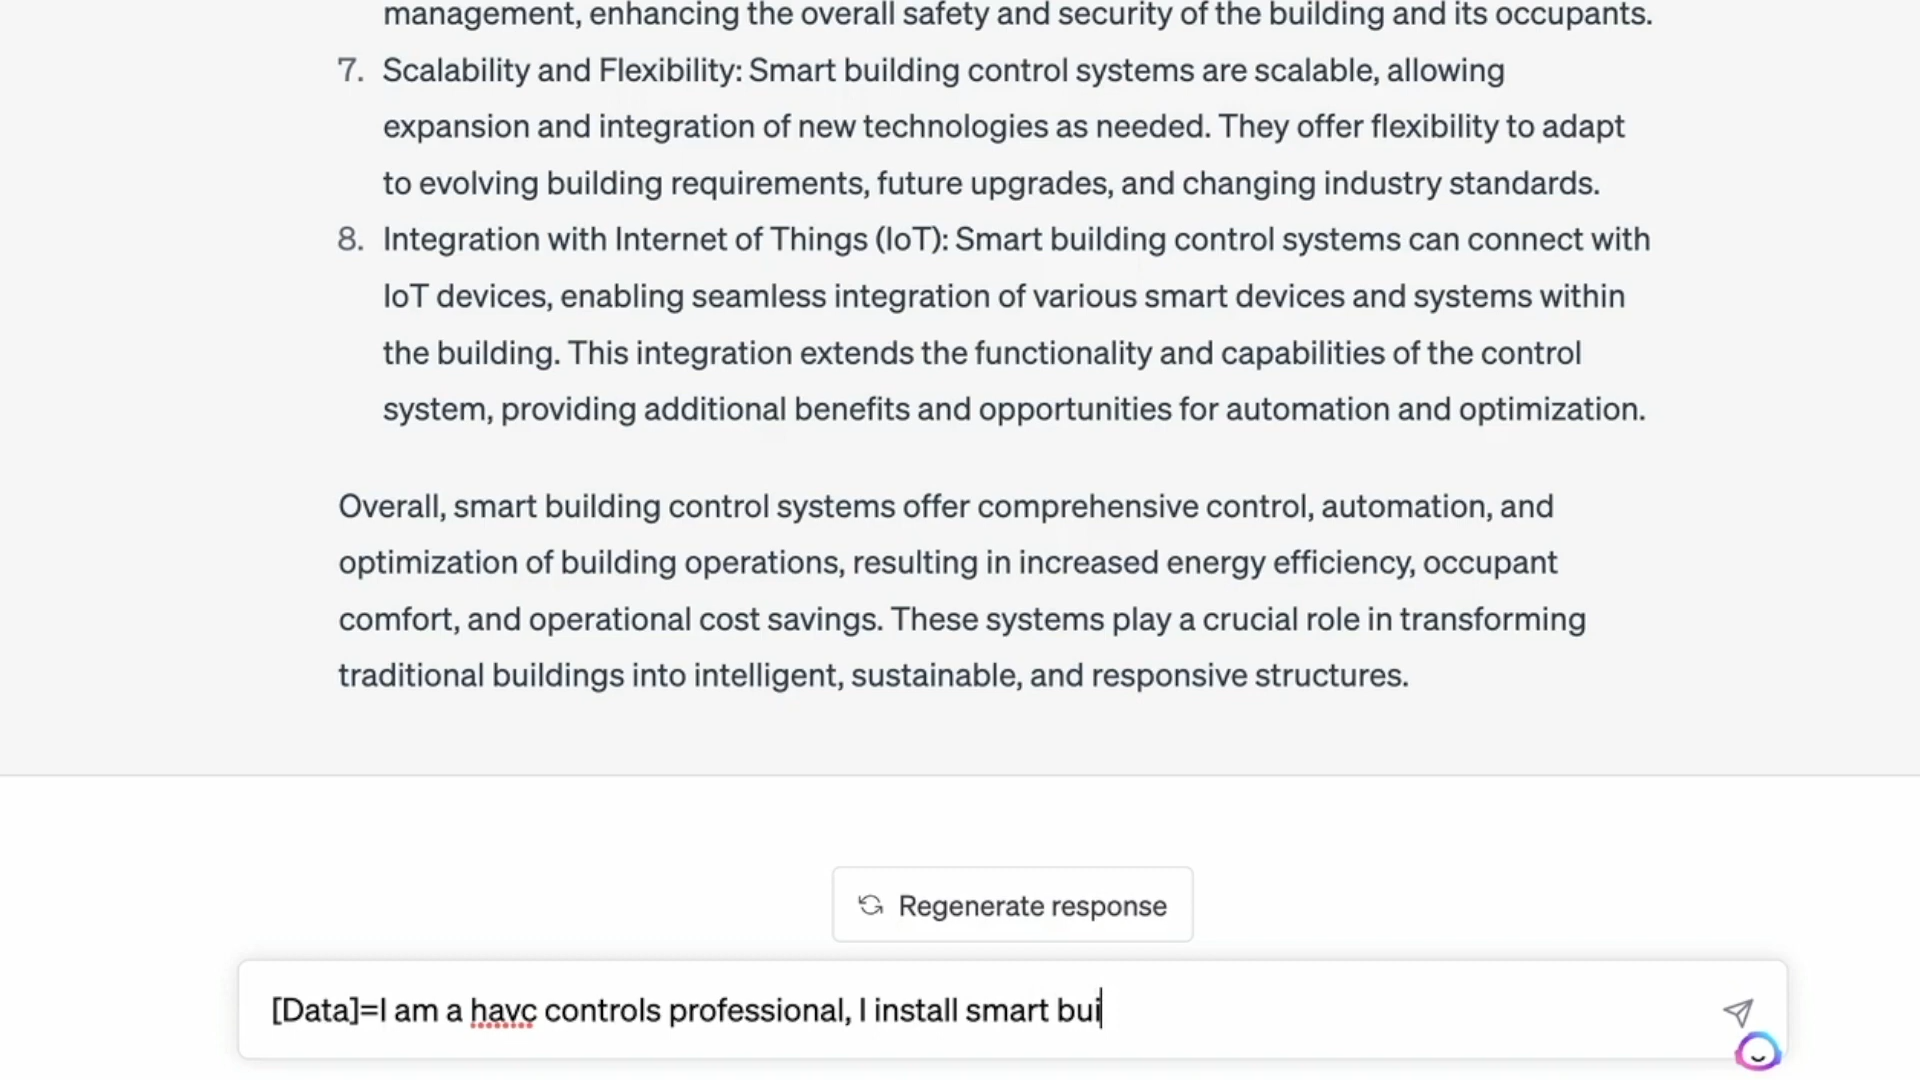 management, enhancing the overall safety and security of the building and its occupants.
7. Scalability and Flexibility: Smart building control systems are scalable, allowing
expansion and integration of new technologies as needed. They offer flexibility to adapt
to evolving building requirements, future upgrades, and changing industry standards.
8. Integration with Internet of Things (IoT): Smart building control systems can connect with
IoT devices, enabling seamless integration of various smart devices and systems within
the building. This integration extends the functionality and capabilities of the control
system, providing additional benefits and opportunities for automation and optimization.
Overall, smart building control systems offer comprehensive control, automation, and
optimization of building operations, resulting in increased energy efficiency, occupant
comfort, and operational cost savings. These systems play a crucial role in transforming
traditional buildings into intelligent, sustainable, and responsive structures.
Regenerate response
[Data]=I am a havc controls professional, I install smart bui